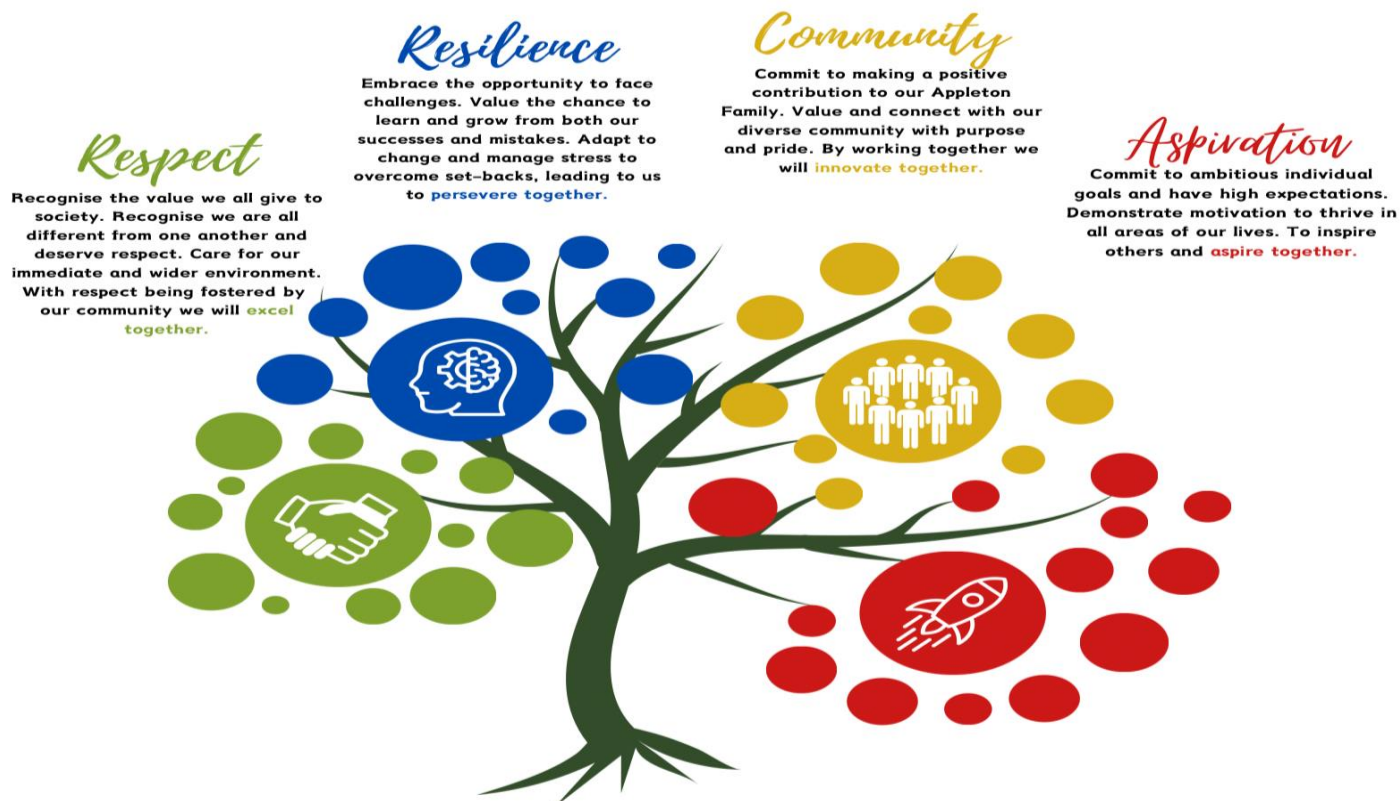 Respect
Recognise the value we all give to
society. Recognise we are all
different from one another and
deserve respect. Care for our
immediate and wider environment.
With respect being fostered by
our community we will excel
together.
Resilience
Embrace the opportunity to face
challenges. Value the chance to
learn and grow from both our
successes and mistakes. Adapt to
change and manage stress to
overcome set-backs, leading to us
to persevere together.
Community
Commit to making a positive
contribution to our Appleton
Family. Value and connect with our
diverse community with purpose
and pride. By working together we
will innovate together.
Aspiration
Commit to ambitious individual
goals and have high expectations.
Demonstrate motivation to thrive in
all areas of our lives. To inspire
others and aspire together.